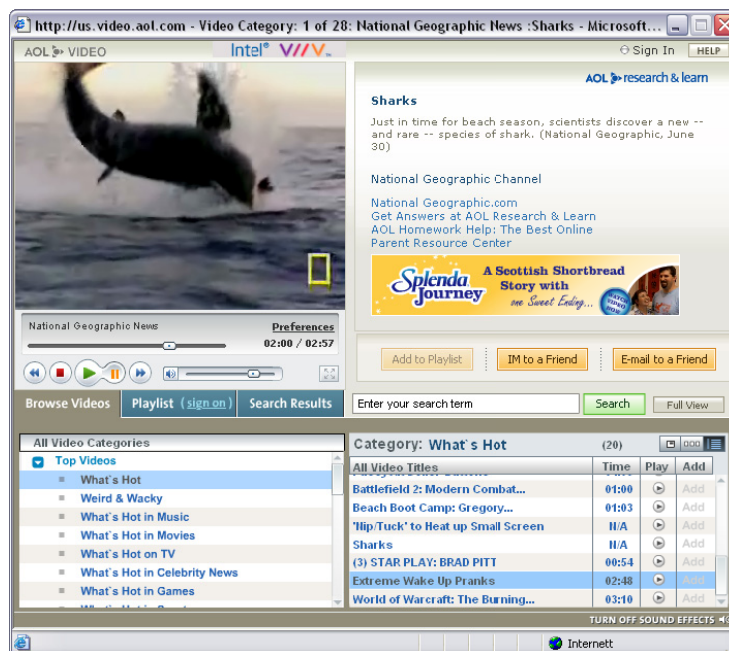 http://us.video.aol.com - Video Category: 1 of 28: National Geographic News :Sharks - Microsoft...
AOL VIDEO
Intel® VIIV™
Sign In
HELP
AOL research & learn
Sharks
Just in time for beach season, scientists discover a new --
and rare -- species of shark. (National Geographic, June
30)
National Geographic Channel
National Geographic.com
Get Answers at AOL Research & Learn
AOL Homework Help: The Best Online
Parent Resource Center
Splenda Journey
A Scottish Shortbread
Story with
one Sweet Ending...
WATCH VIDEO NOW
National Geographic News
Preferences
02:00 / 02:57
Add to Playlist
IM to a Friend
E-mail to a Friend
Browse Videos
Playlist (sign on)
Search Results
Enter your search term
Search
Full View
All Video Categories
Top Videos
What`s Hot
Weird & Wacky
What`s Hot in Music
What`s Hot in Movies
What`s Hot on TV
What`s Hot in Celebrity News
What`s Hot in Games
Category: What`s Hot (20)
All Video Titles Time Play Add
Battlefield 2: Modern Combat... 01:00 Add
Beach Boot Camp: Gregory... 01:03 Add
'Nip/Tuck' to Heat up Small Screen N/A Add
Sharks N/A Add
(3) STAR PLAY: BRAD PITT 00:54 Add
Extreme Wake Up Pranks 02:48 Add
World of Warcraft: The Burning... 03:10 Add
TURN OFF SOUND EFFECTS
Internett